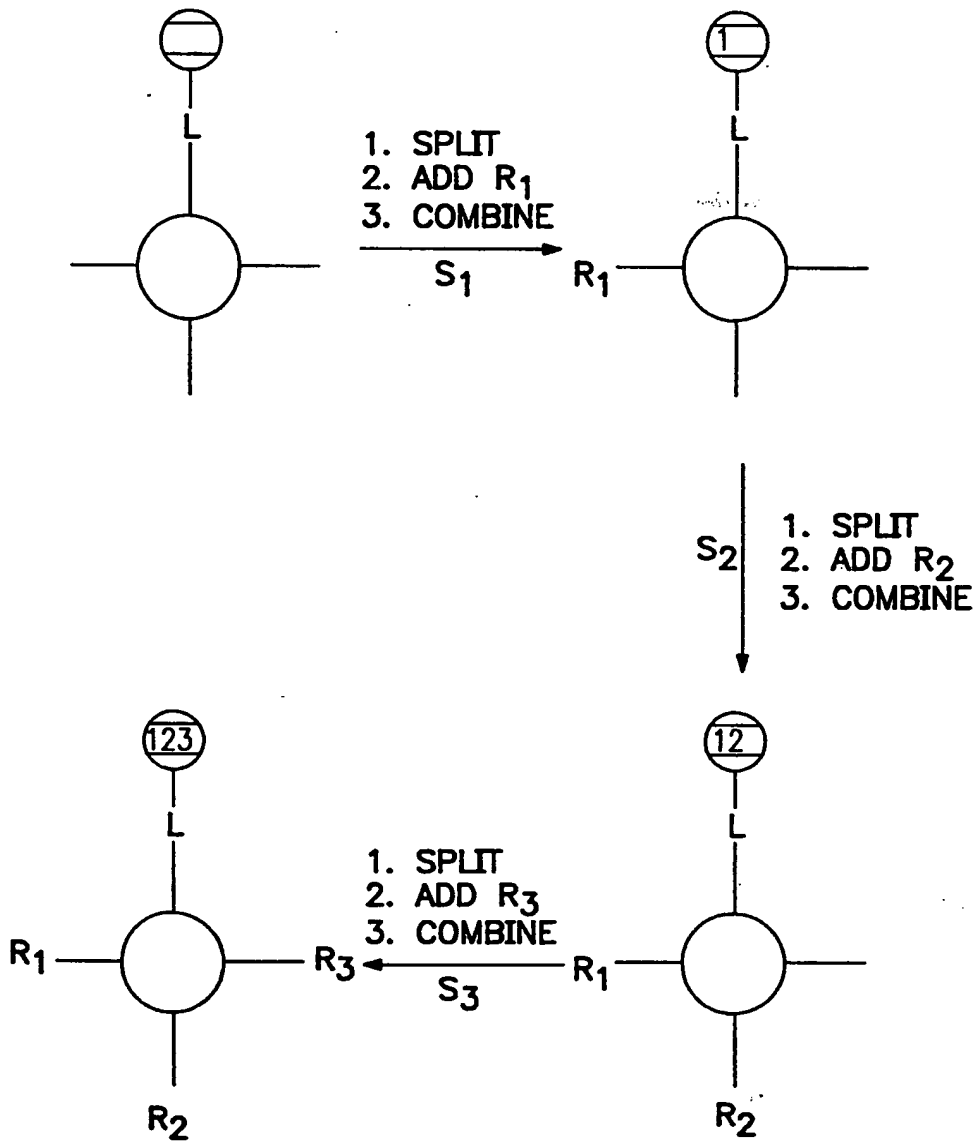 1
L
L
1. SPLIT
2. ADD R₁
3. COMBINE
S₁
R₁
S₂
1. SPLIT
2. ADD R₂
3. COMBINE
123
12
L
L
1. SPLIT
2. ADD R₃
3. COMBINE
R₁
R₃
S₃
R₁
R₂
R₂